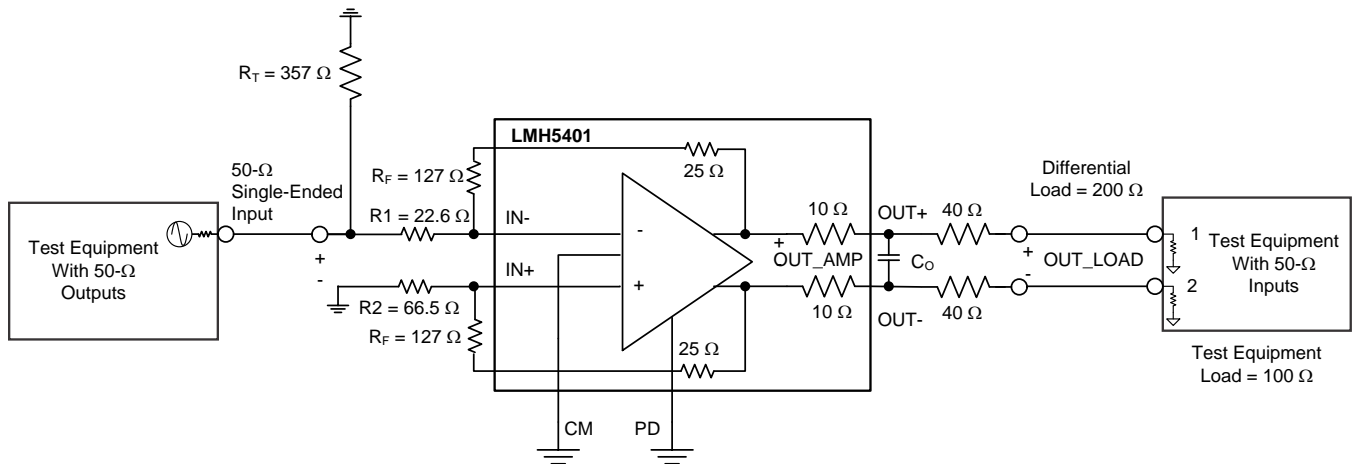 R_T = 357 Ω
LMH5401
50-Ω
Single-Ended
Input
R_F = 127 Ω
25 Ω
Differential
Load = 200 Ω
R1 = 22.6 Ω
IN-
-
10 Ω
OUT+
40 Ω
1
Test Equipment
With 50-Ω
Outputs
+
-
+
OUT_AMP
C_O
+
-
OUT_LOAD
Test Equipment
With 50-Ω
Inputs
IN+
+
2
R2 = 66.5 Ω
10 Ω
OUT-
40 Ω
R_F = 127 Ω
25 Ω
Test Equipment
Load = 100 Ω
CM
PD